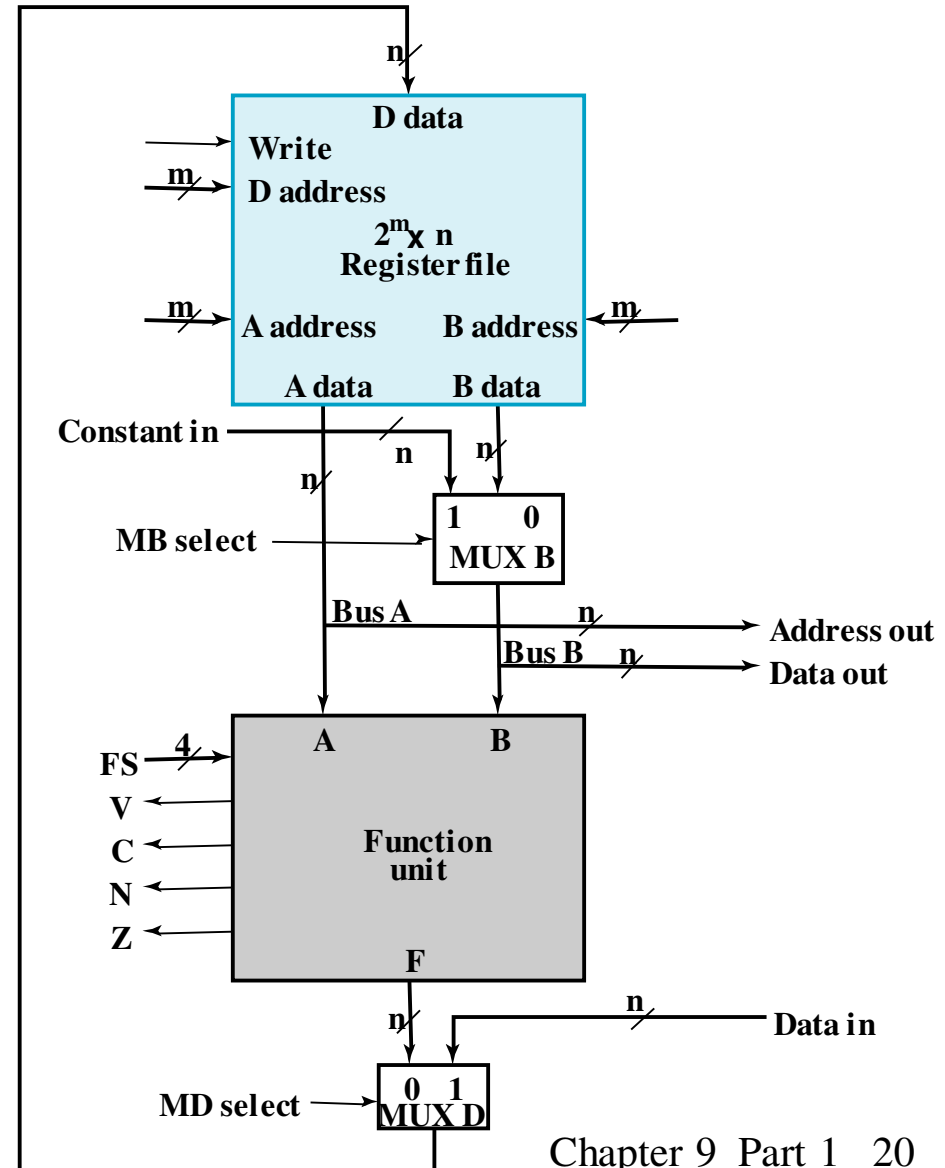 n
D data
Write
m
D address
2^m x n
Register file
m
A address
B address
m
A data
B data
Constant in
n
n
n
1 0
MUX B
MB select
Bus A
n
Address out
Bus B
n
Data out
A
B
FS
4
V
C
N
Z
Function
unit
F
n
n
Data in
0 1
MUX D
MD select
Chapter 9 Part 1 20